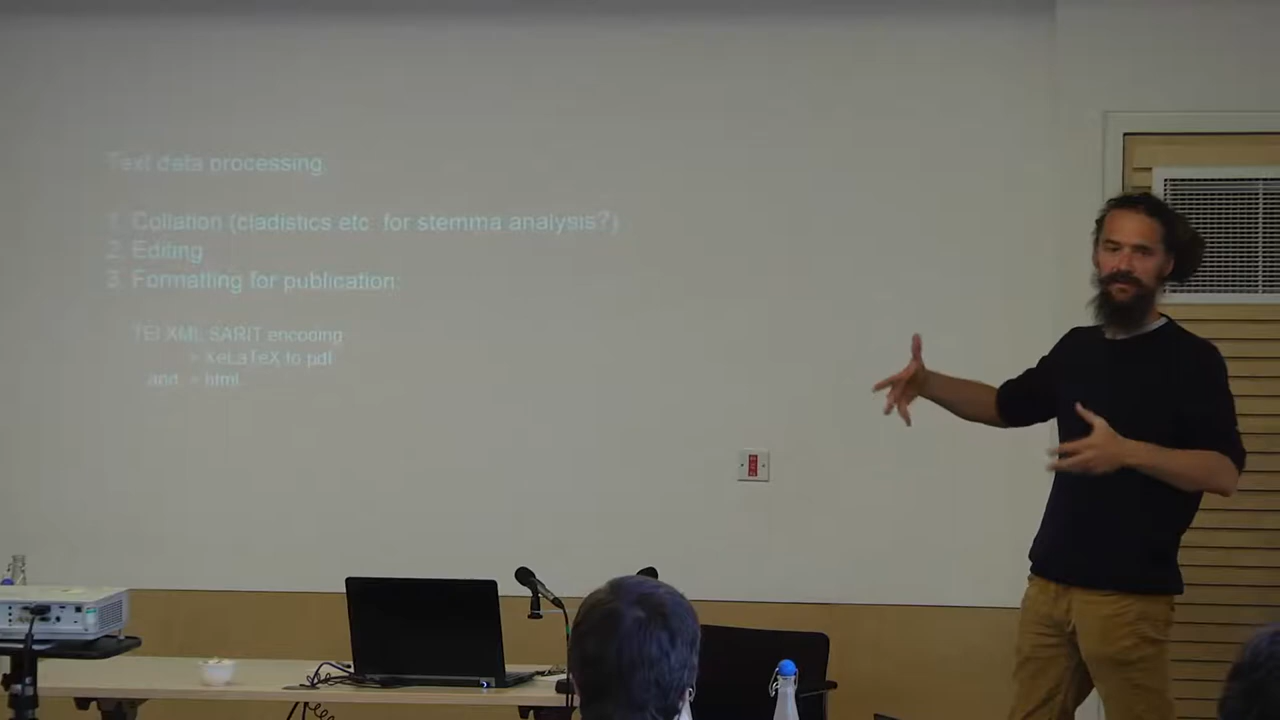 Text data processing.
1. Collation (cladistics etc. for stemma analysis?)
2. Editing
3. Formatting for publication:
TEI XML SARIT encoding
> XeLaTeX to pdf
and > html